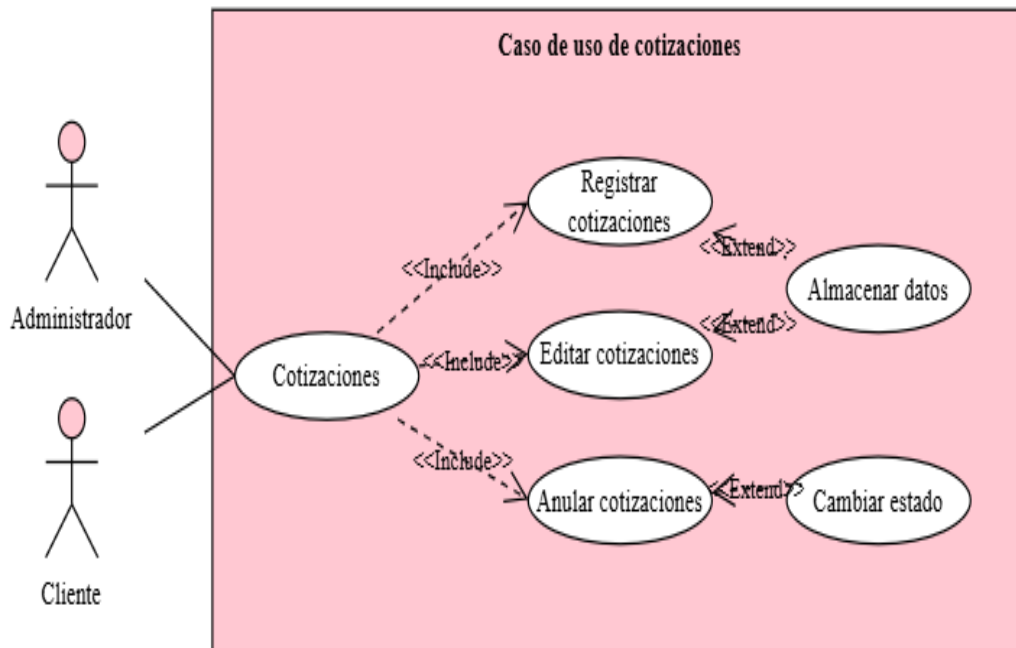 Caso de uso de cotizaciones
Registrar
cotizaciones
<<Include>>
<<Extend>>
Almacenar datos
Administrador
Cotizaciones
<<Include>>
Editar cotizaciones
<<Extend>>
<<Include>>
Anular cotizaciones
<<Extend>>
Cambiar estado
Cliente